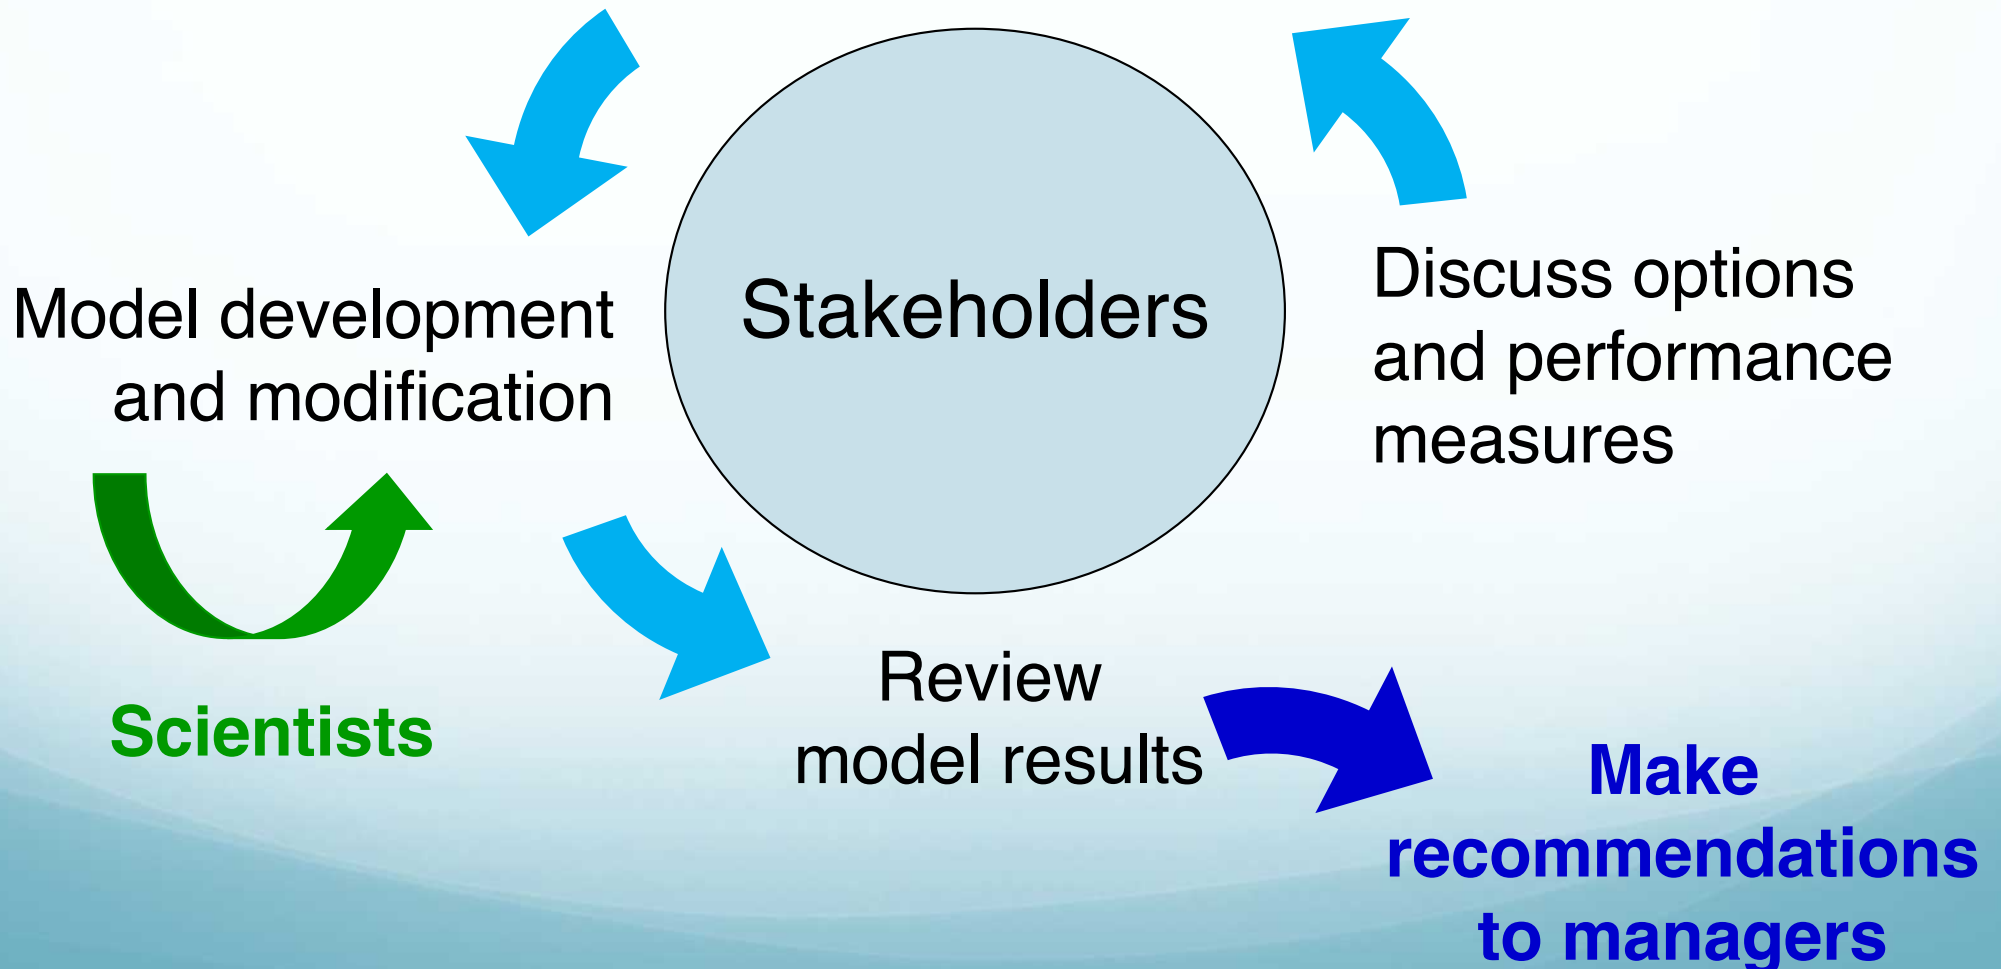 Model development
and modification
Stakeholders
Discuss options
and performance
measures
Scientists
Review
model results
Make
recommendations
to managers